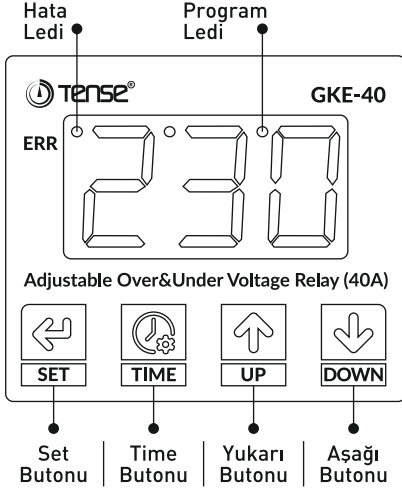 Hata Ledi
Program Ledi
TENSE®
GKE-40
ERR
230
Adjustable Over&Under Voltage Relay (40A)
SET
TIME
UP
DOWN
Set Butonu
Time Butonu
Yukarı Butonu
Aşağı Butonu